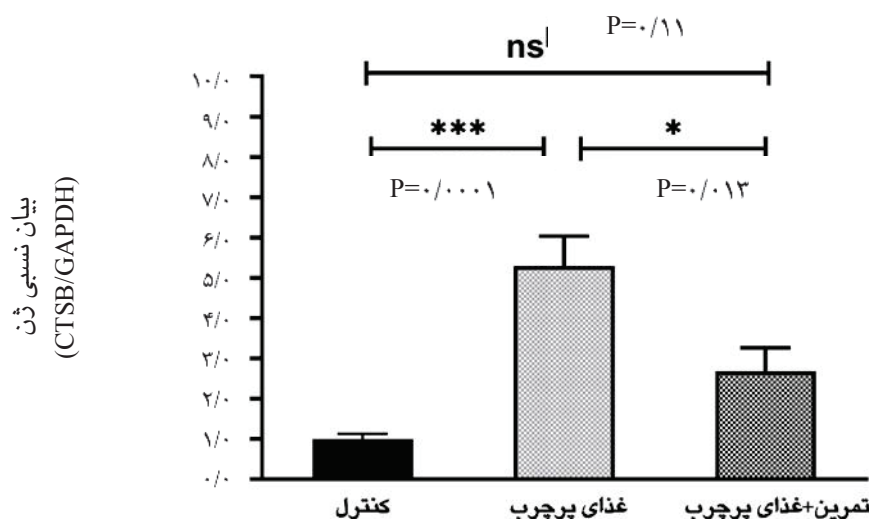 P=۰/۱۱
ns
***
*
P=۰/۰۰۰۱
P=۰/۰۱۳
بیان نسبی ژن
(CTSB/GAPDH)
۱۰/۰
۹/۰
۸/۰
۷/۰
۶/۰
۵/۰
۴/۰
۳/۰
۲/۰
۱/۰
۰/۰
کنترل
غذای پرچرب
تمرین+غذای پرچرب